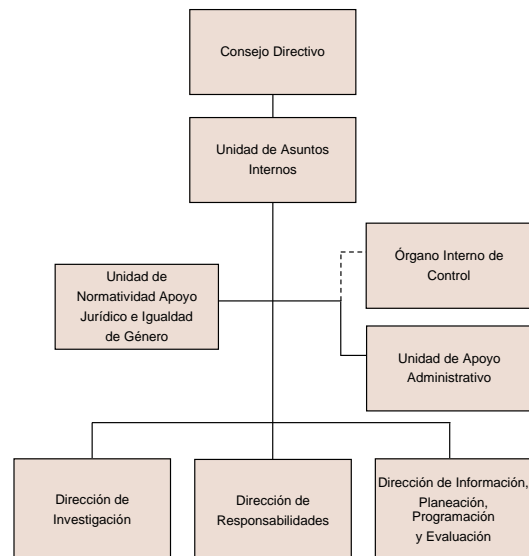 Consejo Directivo
Unidad de Asuntos
Internos
Unidad de
Normatividad Apoyo
Jurídico e Igualdad
de Género
Órgano Interno de
Control
Unidad de Apoyo
Administrativo
Dirección de
Investigación
Dirección de
Responsabilidades
Dirección de Información,
Planeación,
Programación
y Evaluación